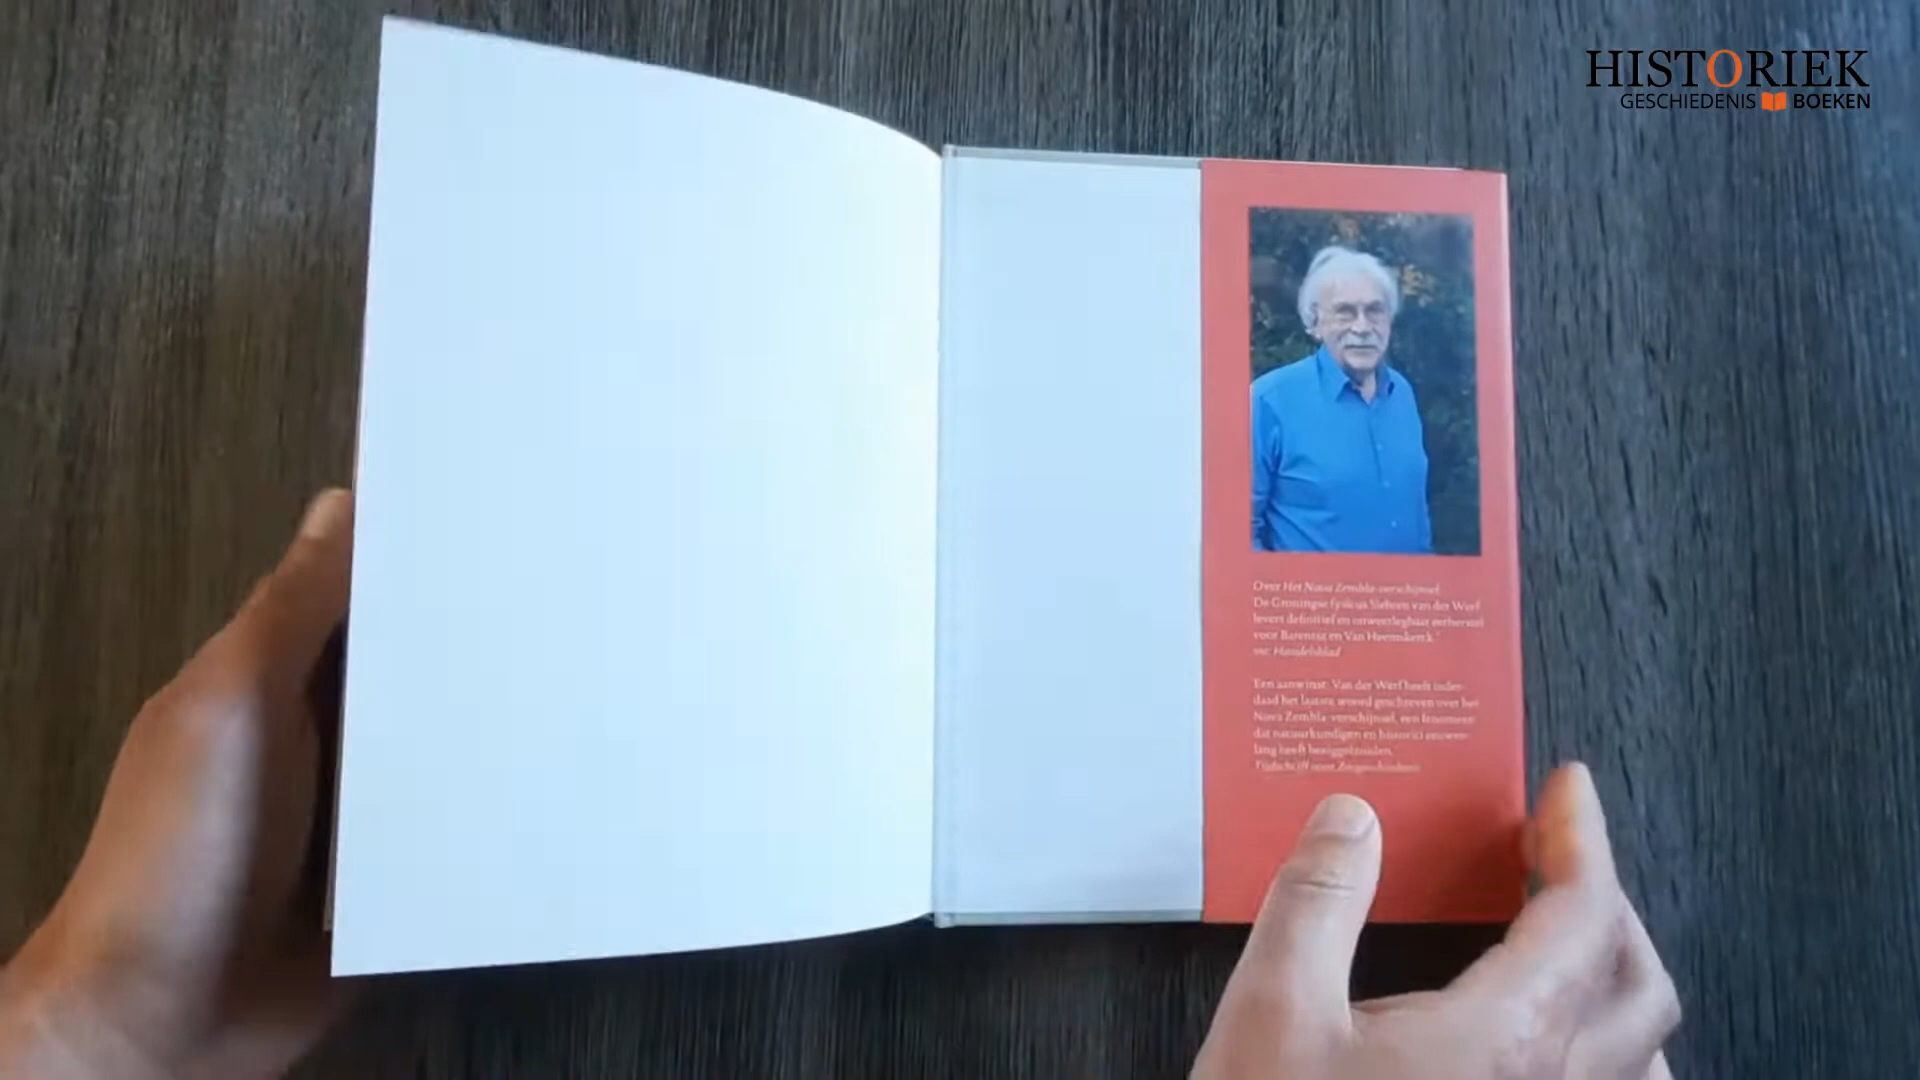 HISTORIEK
GESCHIEDENIS BOEKEN
Over Het Nova Zembla-verschijnsel
De Groningse fysicus Siebren van der Werf
levert definitief en onweerlegbaar eerherstel
voor Barentsz en Van Heemskerck.'
NRC Handelsblad
'Een aanwinst: Van der Werf heeft inder-
daad het laatste woord geschreven over het
Nova Zembla-verschijnsel, een fenomeen
dat natuurkundigen en historici eeuwen-
lang heeft beziggehouden.
Tijdschrift voor Zeegeschiedenis